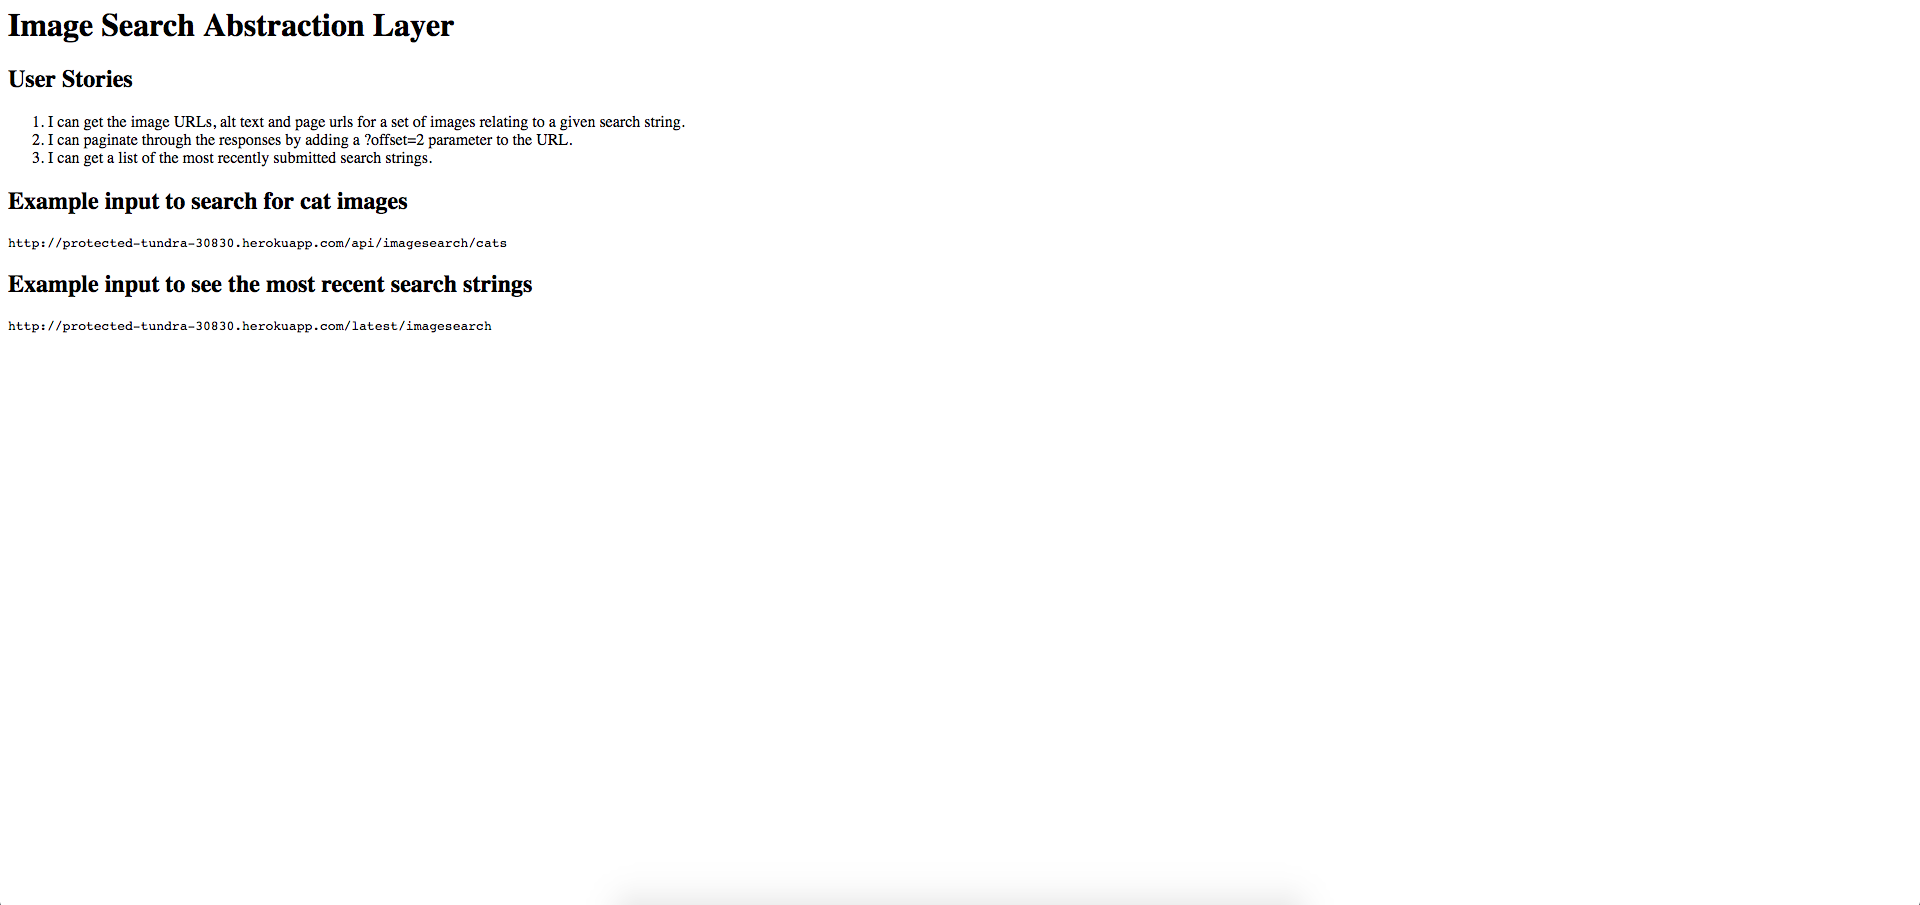 Image Search Abstraction Layer
User Stories
1. I can get the image URLs, alt text and page urls for a set of images relating to a given search string.
2. I can paginate through the responses by adding a ?offset=2 parameter to the URL.
3. I can get a list of the most recently submitted search strings.
Example input to search for cat images
http://protected-tundra-30830.herokuapp.com/api/imagesearch/cats
Example input to see the most recent search strings
http://protected-tundra-30830.herokuapp.com/latest/imagesearch